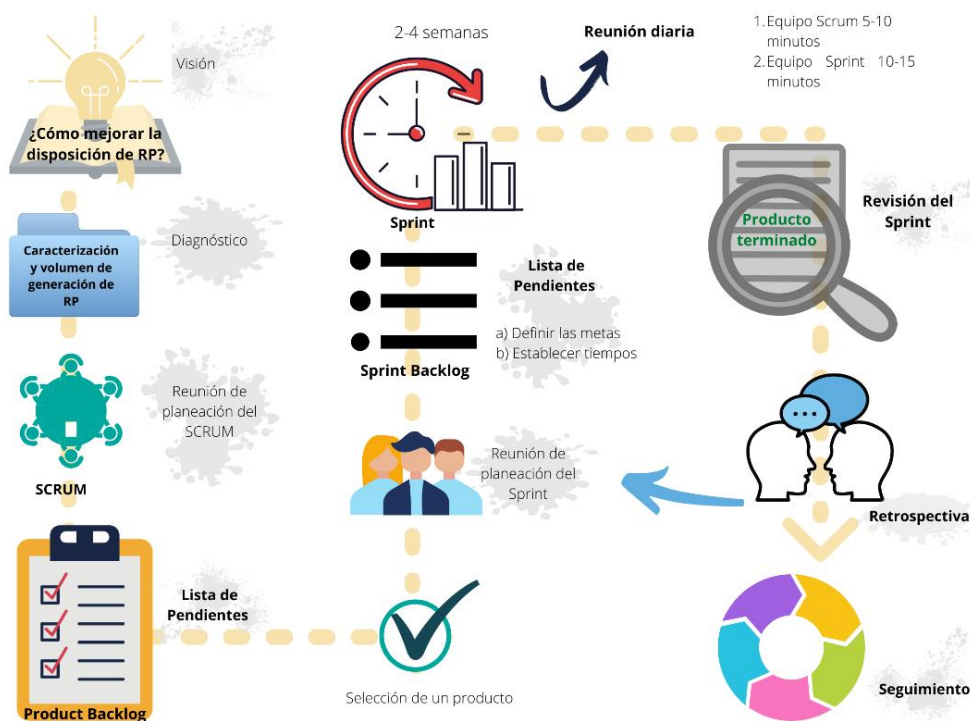 Visión
¿Cómo mejorar la
disposición de RP?
Diagnóstico
Caracterización
y volumen de
generación de
RP
Reunión de
planeación del
SCRUM
SCRUM
Lista de
Pendientes
Product Backlog
Selección de un producto
Reunión de
planeación del
Sprint
Lista de
Pendientes
a) Definir las metas
b) Establecer tiempos
Sprint Backlog
2-4 semanas
Sprint
Reunión diaria
1. Equipo Scrum 5-10
minutos
2. Equipo Sprint 10-15
minutos
Producto
terminado
Revisión del
Sprint
Retrospectiva
Seguimiento